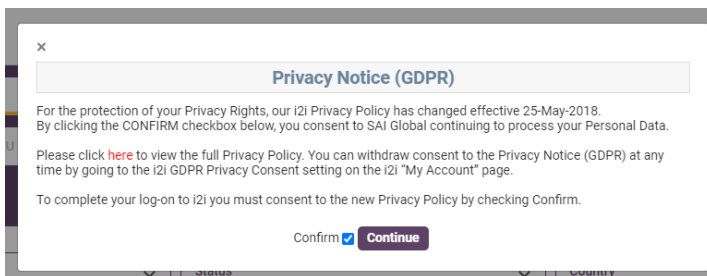 ×
Privacy Notice (GDPR)
For the protection of your Privacy Rights, our i2i Privacy Policy has changed effective 25-May-2018.
By clicking the CONFIRM checkbox below, you consent to SAI Global continuing to process your Personal Data.
Please click here to view the full Privacy Policy. You can withdraw consent to the Privacy Notice (GDPR) at any
time by going to the i2i GDPR Privacy Consent setting on the i2i “My Account” page.
To complete your log-on to i2i you must consent to the new Privacy Policy by checking Confirm.
Confirm Continue
Status Country